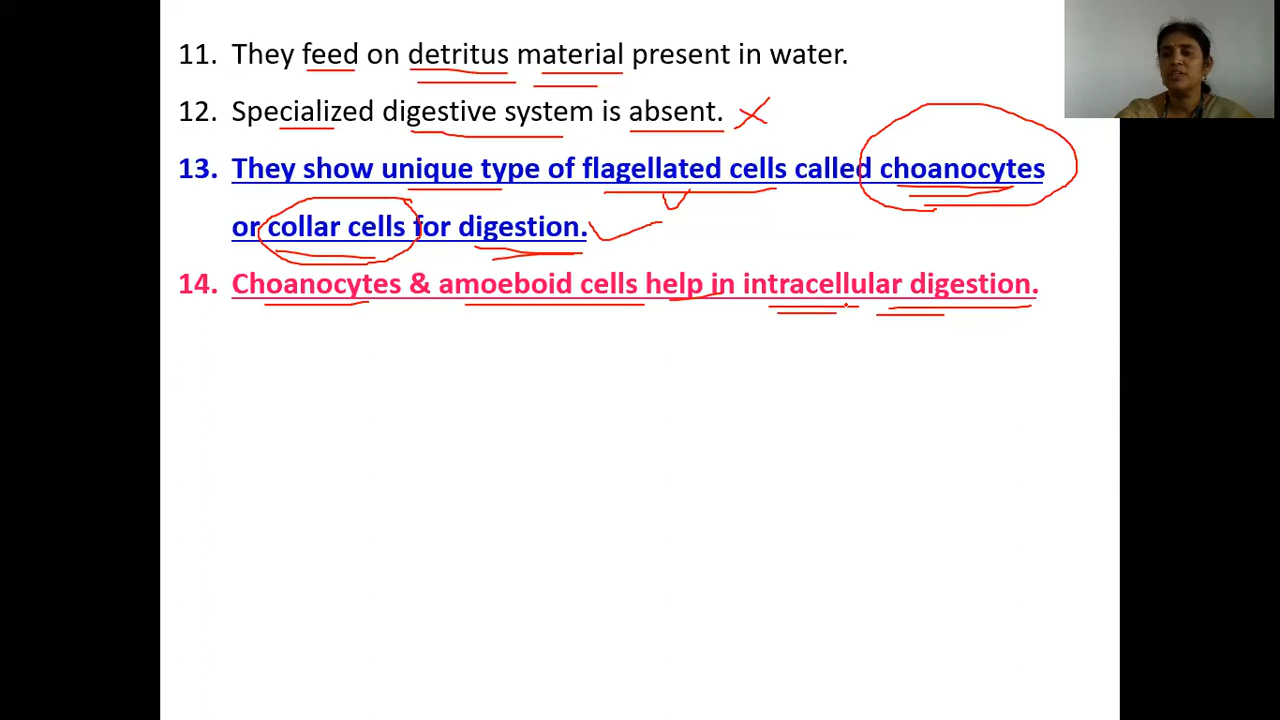 11. They feed on detritus material present in water.
12. Specialized digestive system is absent.
13. They show unique type of flagellated cells called choanocytes
or collar cells for digestion.
14. Choanocytes & amoeboid cells help in intracellular digestion.